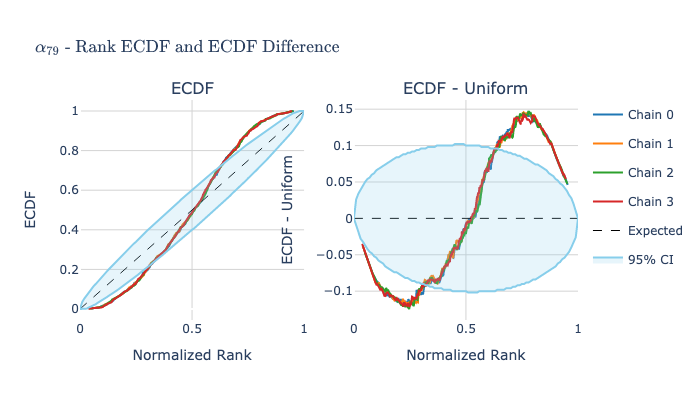 α₇₉ - Rank ECDF and ECDF Difference
ECDF
ECDF
1
0.8
0.6
0.4
0.2
0
0
0.5
1
Normalized Rank
ECDF - Uniform
ECDF - Uniform
0.15
0.1
0.05
0
−0.05
−0.1
0
0.5
1
Normalized Rank
Chain 0
Chain 1
Chain 2
Chain 3
Expected
95% CI